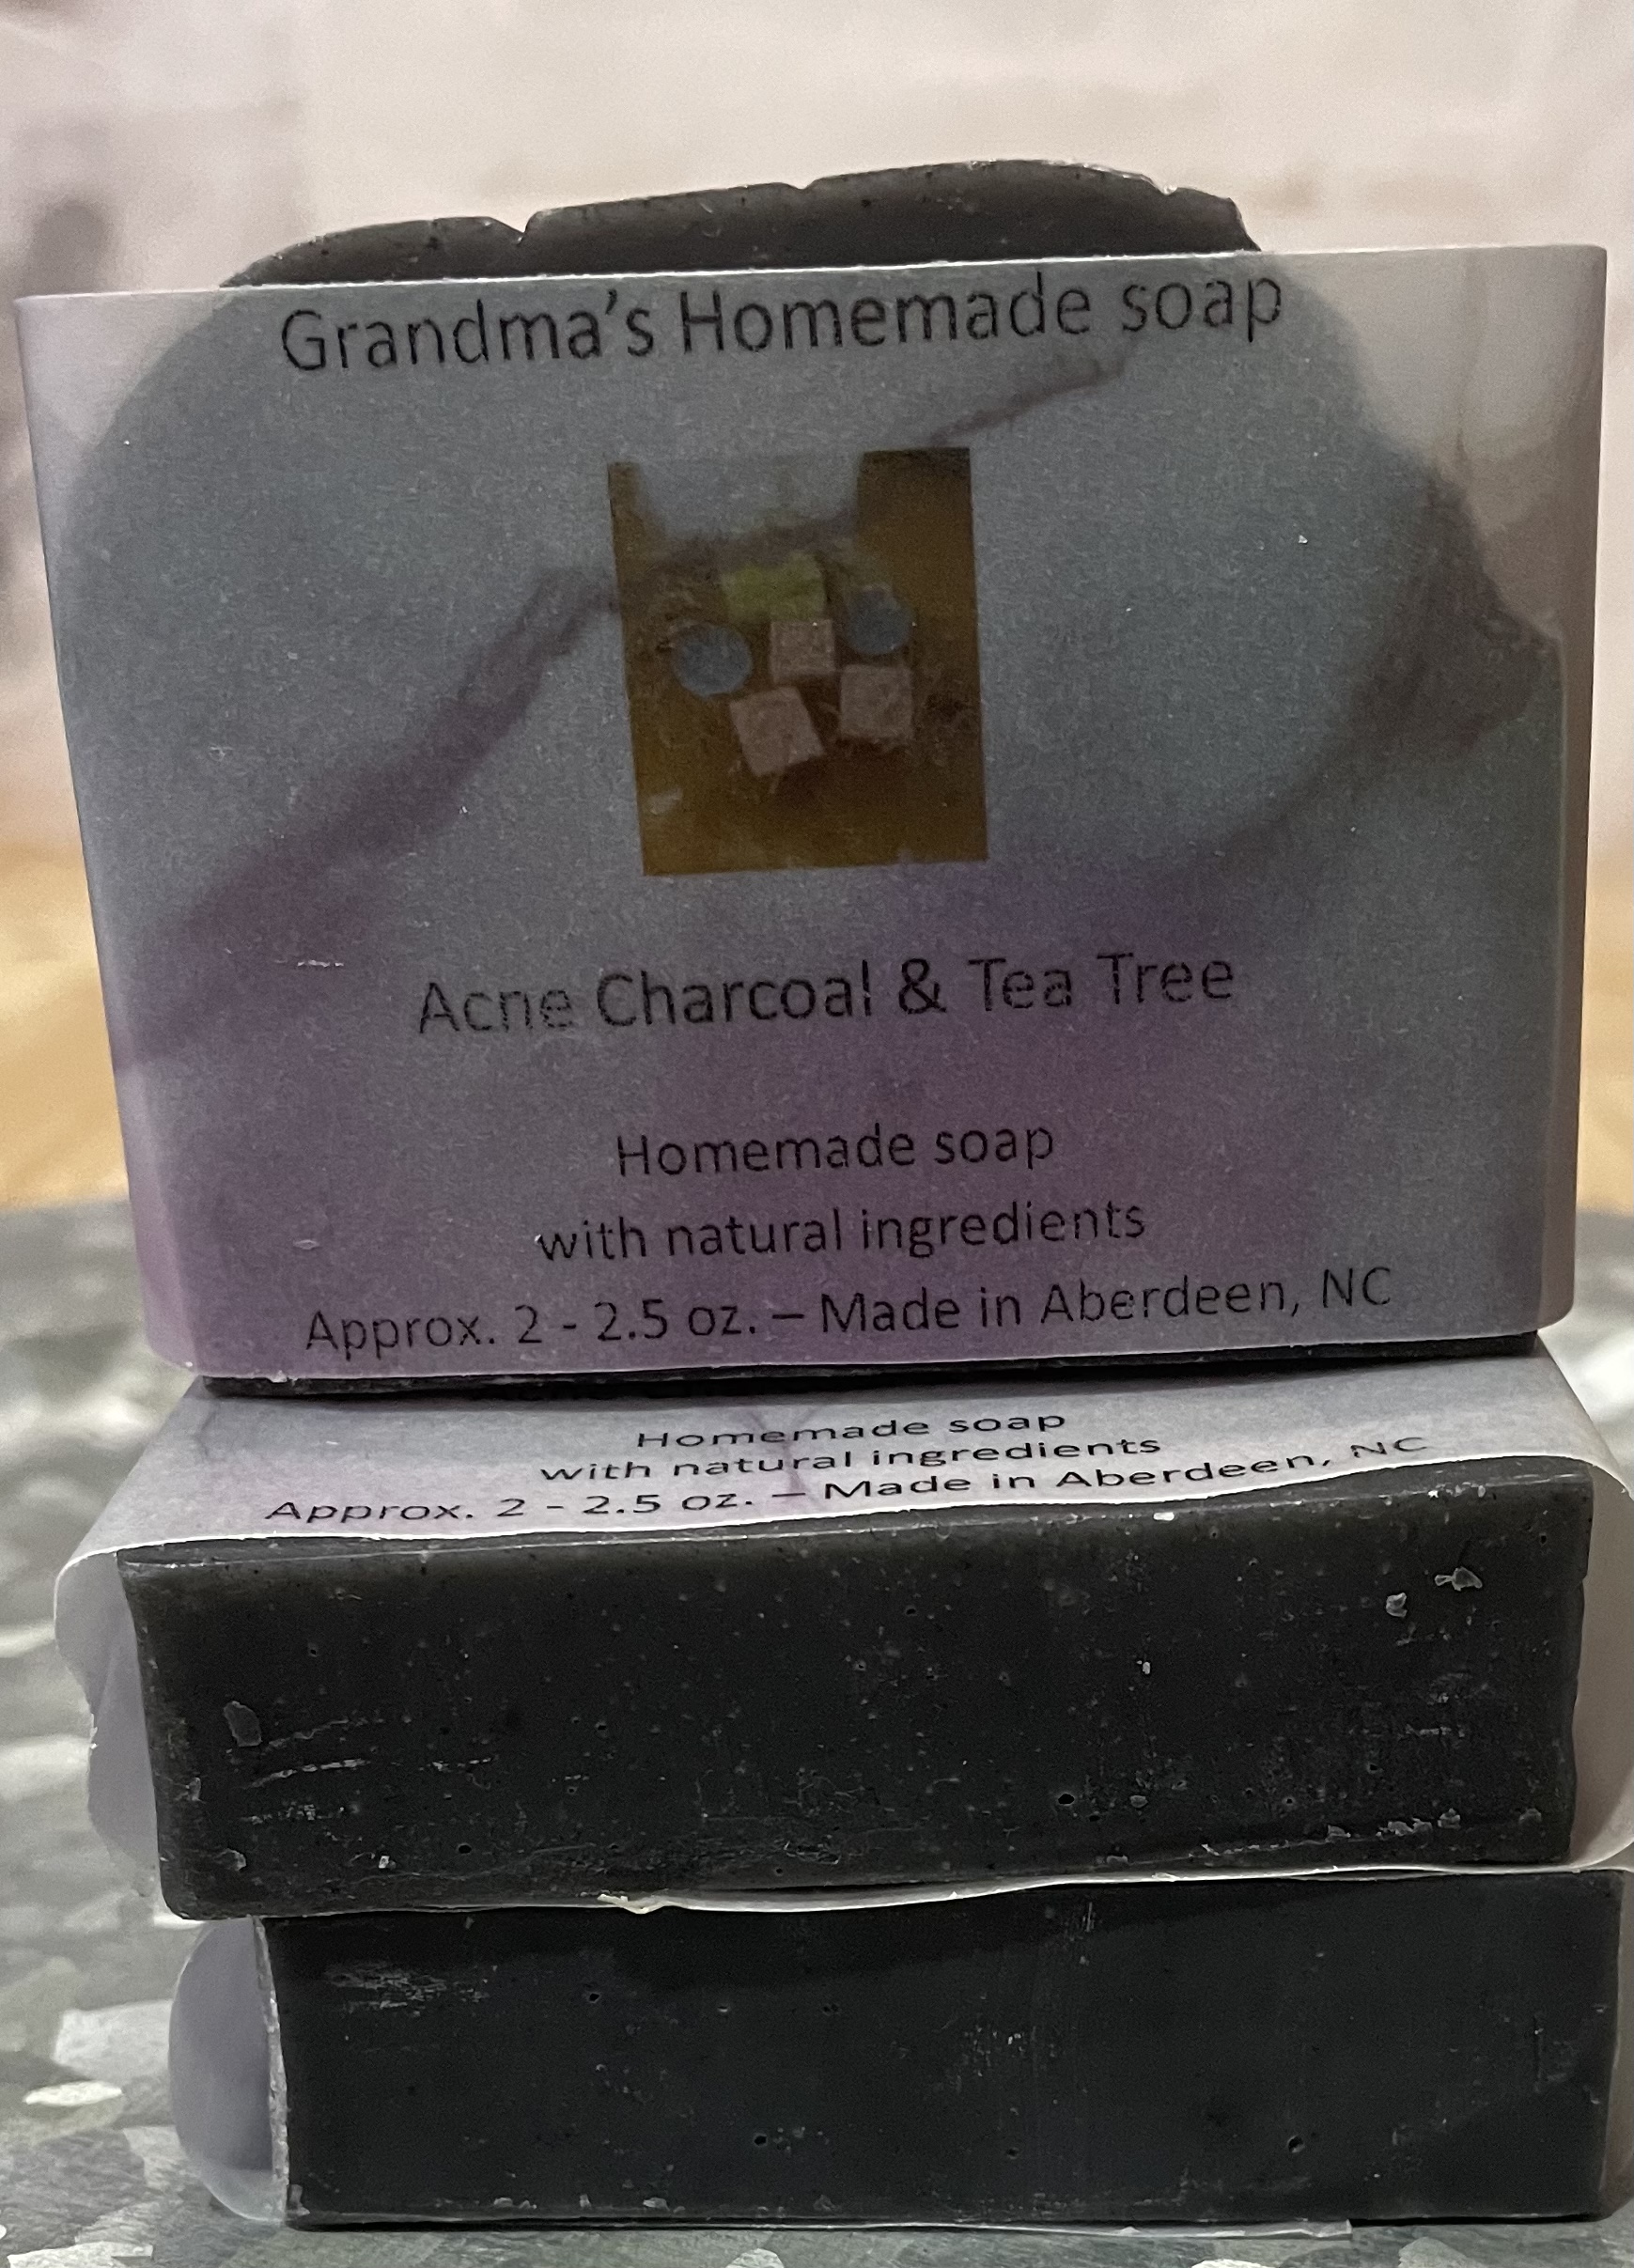 Grandma's Homemade soap
Acne Charcoal & Tea Tree
Homemade soap
with natural ingredients
Approx. 2 - 2.5 oz. – Made in Aberdeen, NC
Homemade soap
with natural ingredients
Approx. 2 - 2.5 oz. – Made in Aberdeen, NC